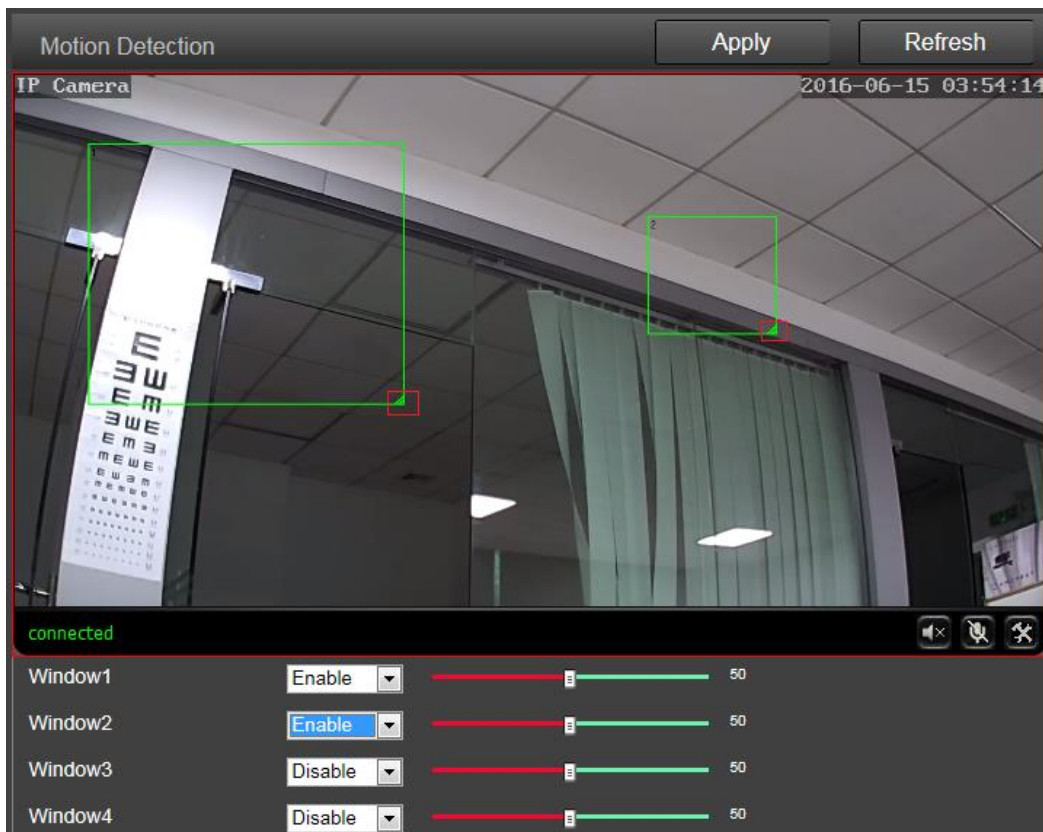 Motion Detection Apply Refresh
IP Camera 2016-06-15 03:54:14
1
2
E
E W
E E M
E W E
E M E
M E W E
connected
Window1 Enable 50
Window2 Enable 50
Window3 Disable 50
Window4 Disable 50